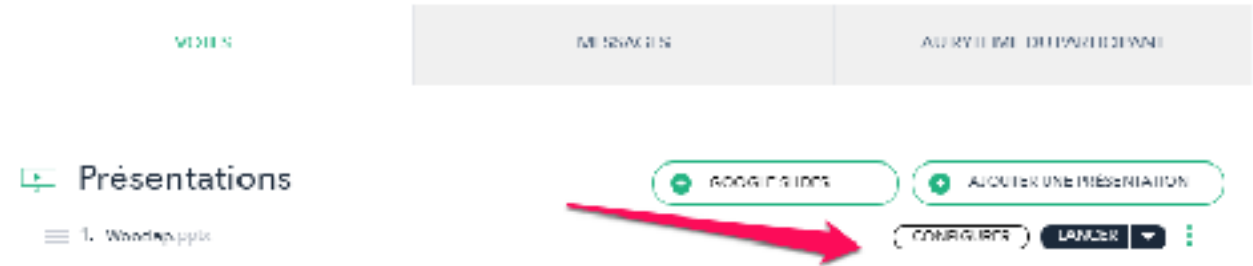 VOTES
MESSAGES
AU RYTHME DU PARTICIPANT
Présentations
GOOGLE SLIDES
AJOUTER UNE PRÉSENTATION
1. Wooclap.pptx
CONFIGURER
LANCER